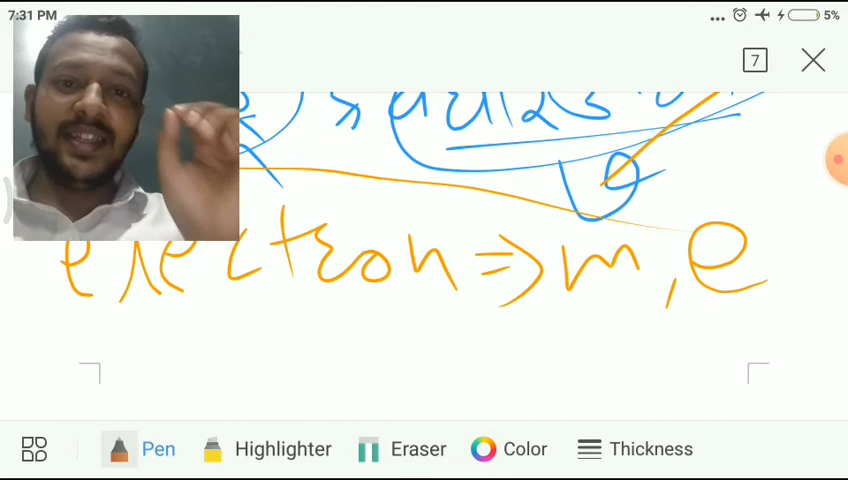 7:31 PM ... 5%
7
electron => m, e
Pen Highlighter Eraser Color Thickness